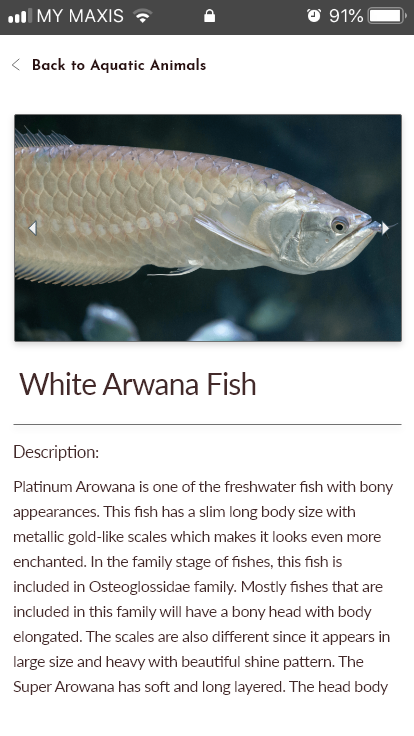 MY MAXIS
91%
Back to Aquatic Animals
White Arwana Fish
Description:
Platinum Arowana is one of the freshwater fish with bony
appearances. This fish has a slim long body size with
metallic gold-like scales which makes it looks even more
enchanted. In the family stage of fishes, this fish is
included in Osteoglossidae family. Mostly fishes that are
included in this family will have a bony head with body
elongated. The scales are also different since it appears in
large size and heavy with beautiful shine pattern. The
Super Arowana has soft and long layered. The head body